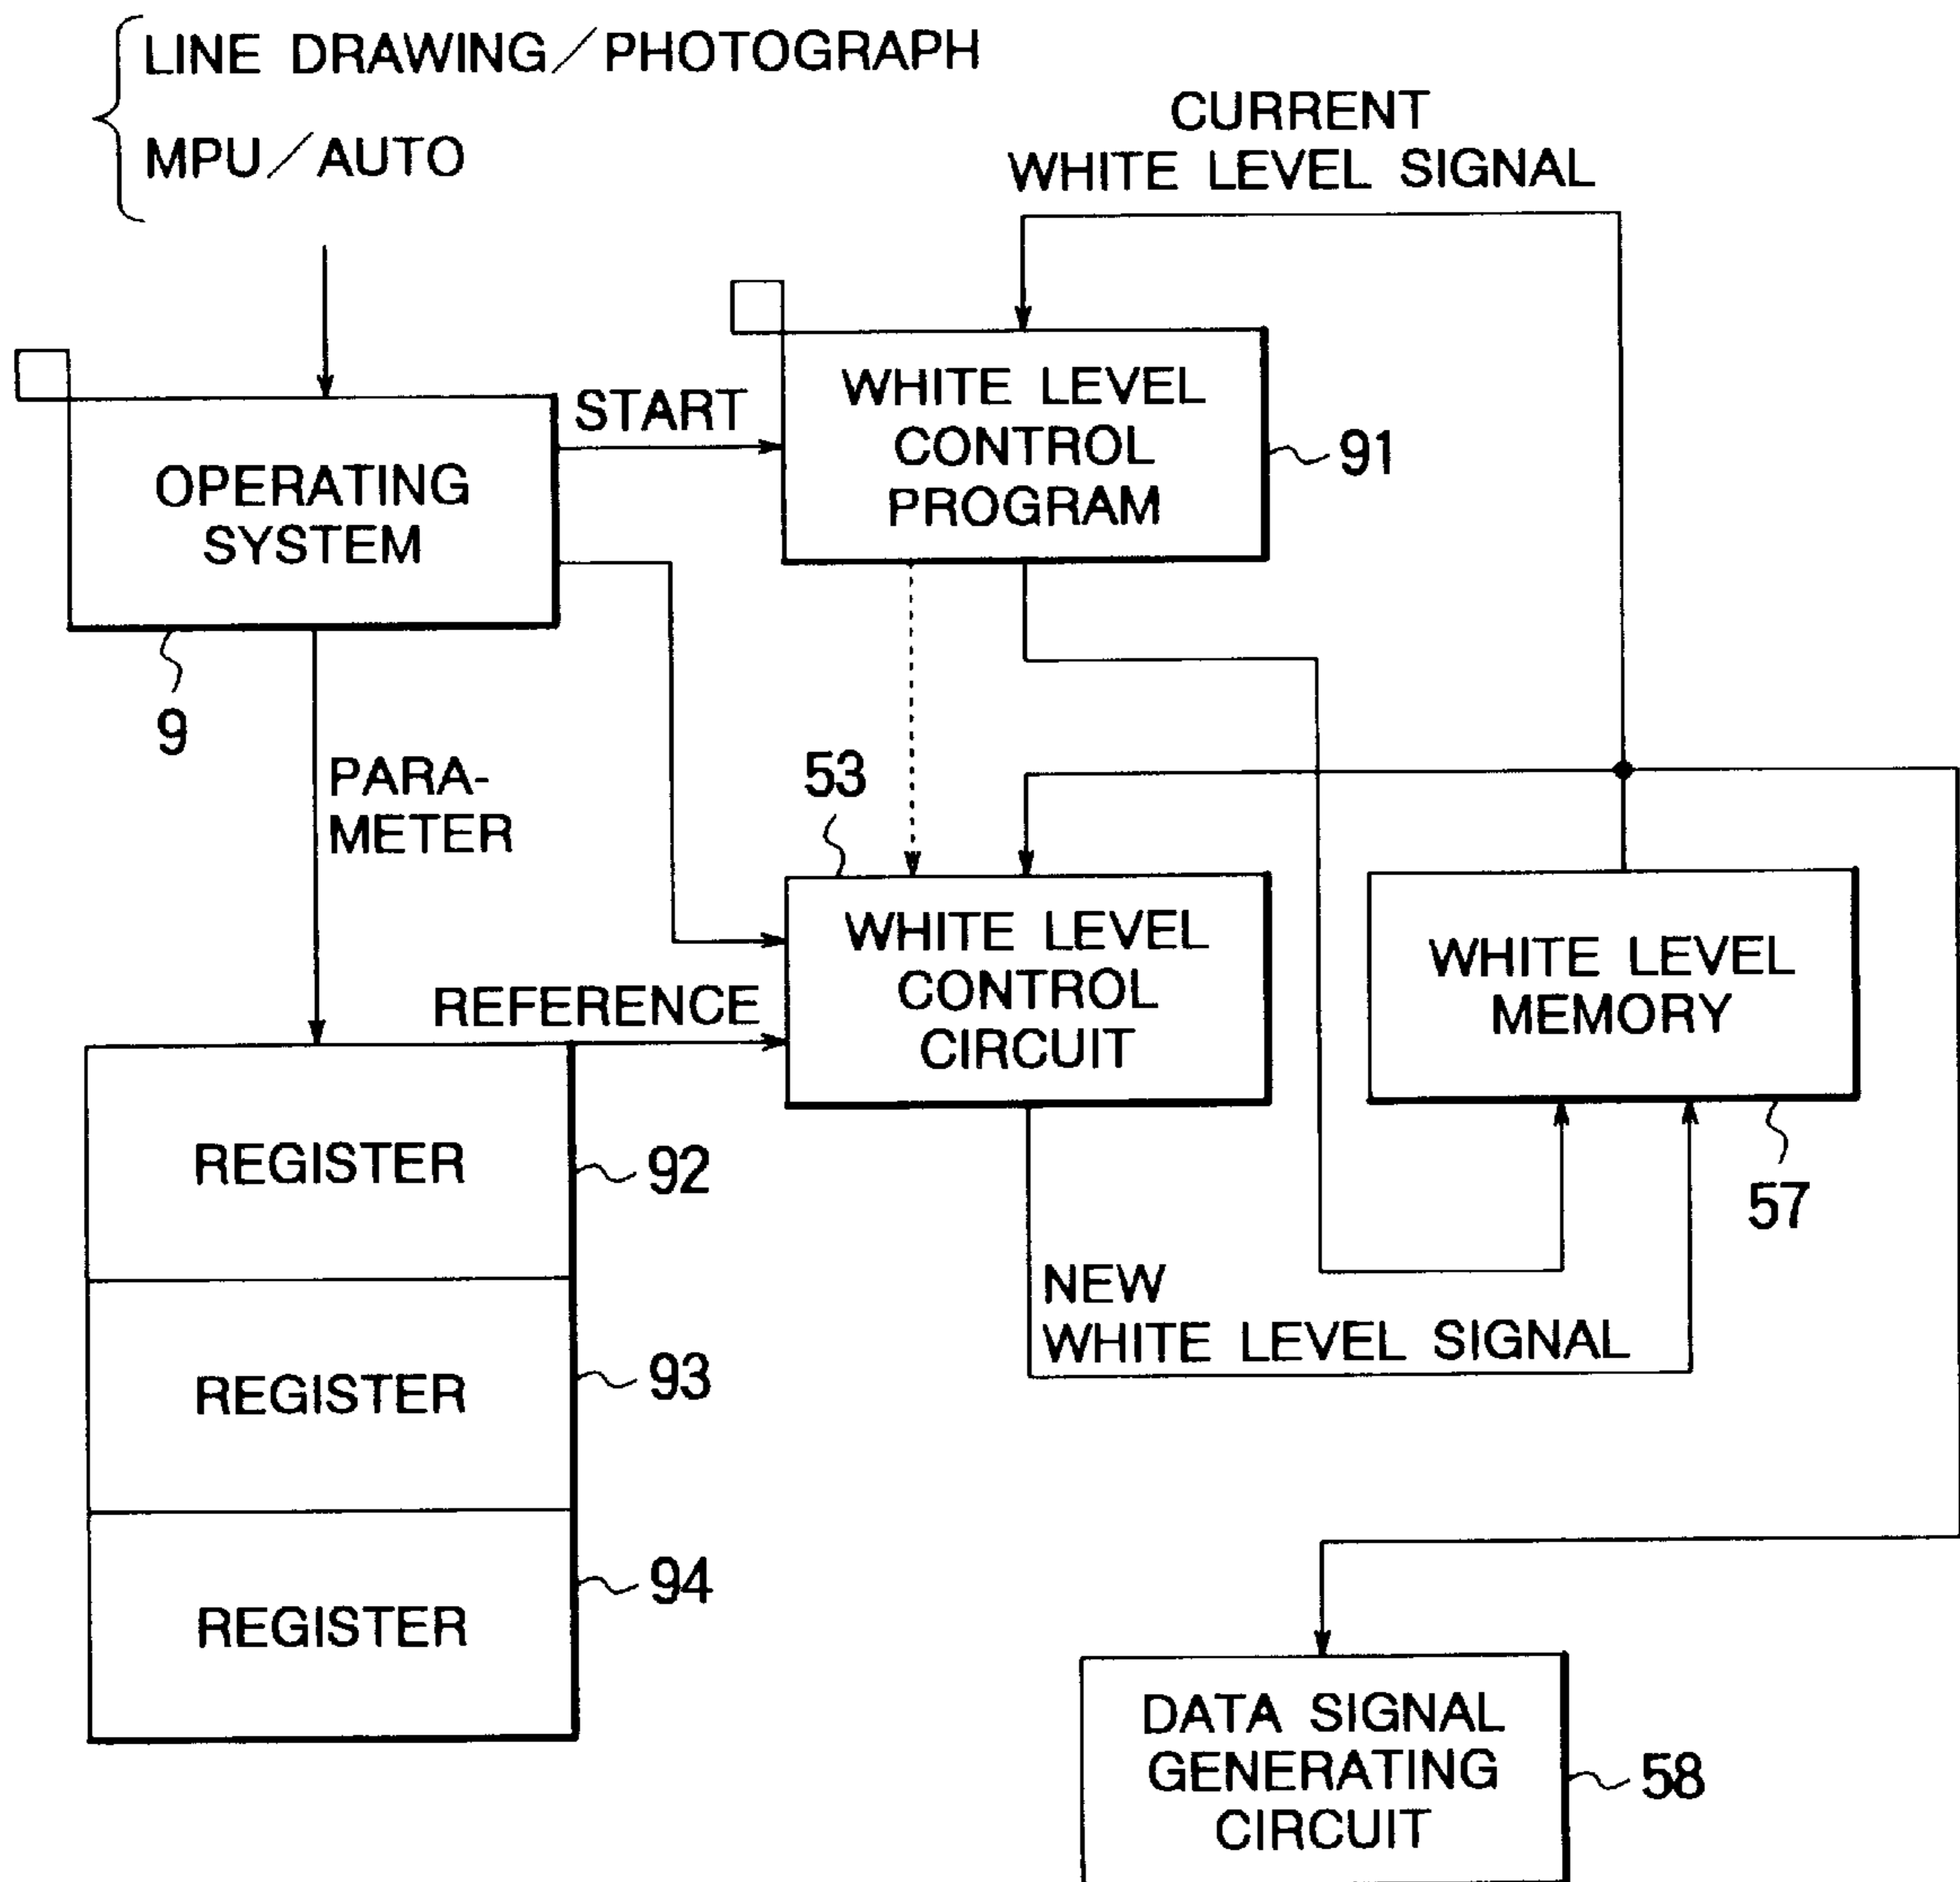 LINE DRAWING/PHOTOGRAPH
MPU/AUTO
CURRENT
WHITE LEVEL SIGNAL
OPERATING
SYSTEM
9
START
WHITE LEVEL
CONTROL
PROGRAM
91
PARA-
METER
53
REFERENCE
WHITE LEVEL
CONTROL
CIRCUIT
WHITE LEVEL
MEMORY
57
REGISTER
92
REGISTER
93
REGISTER
94
NEW
WHITE LEVEL SIGNAL
DATA SIGNAL
GENERATING
CIRCUIT
58